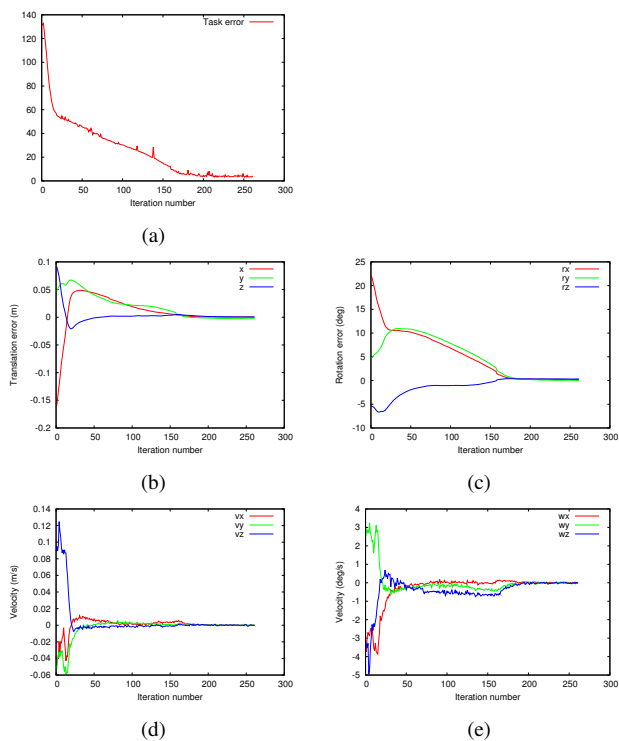 140
120
100
80
60
40
20
0
Task error
0 50 100 150 200 250 300
Iteration number
(a)
0.1
0.05
0
-0.05
-0.1
-0.15
-0.2
Translation error (m)
x
y
z
0 50 100 150 200 250 300
Iteration number
(b)
25
20
15
10
5
0
-5
-10
Rotation error (deg)
rx
ry
rz
0 50 100 150 200 250 300
Iteration number
(c)
0.14
0.12
0.1
0.08
0.06
0.04
0.02
0
-0.02
-0.04
-0.06
Velocity (m/s)
vx
vy
vz
0 50 100 150 200 250 300
Iteration number
(d)
4
3
2
1
0
-1
-2
-3
-4
-5
Velocity (deg/s)
wx
wy
wz
0 50 100 150 200 250 300
Iteration number
(e)